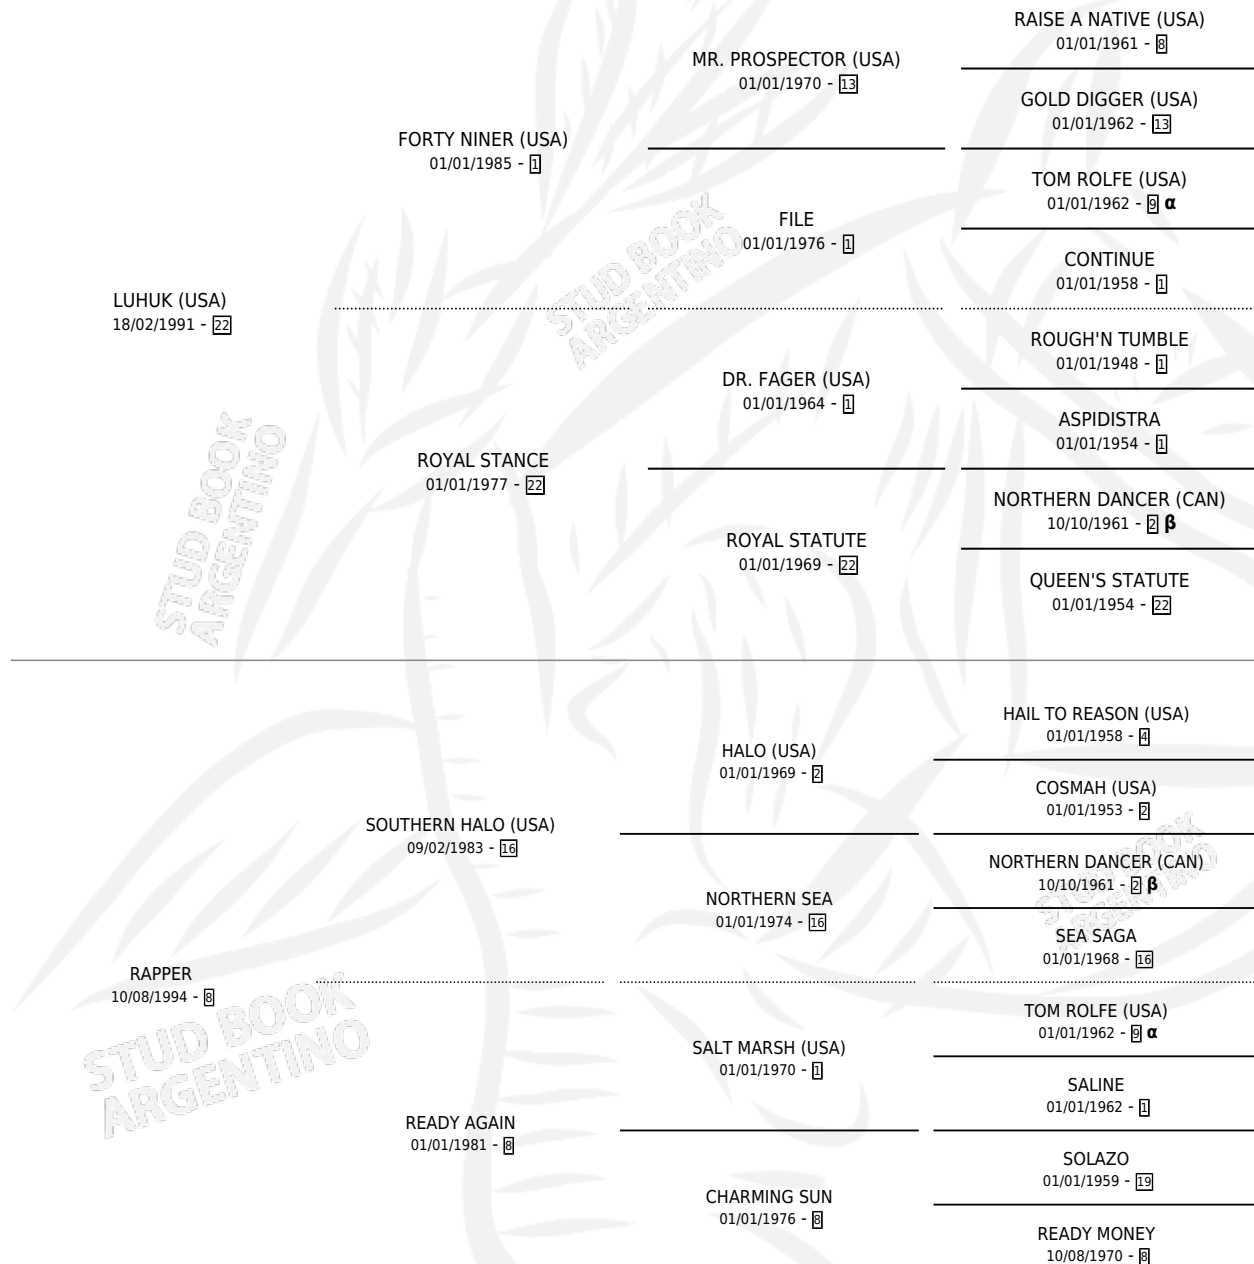 RAISE A NATIVE (USA)
01/01/1961 - 8
MR. PROSPECTOR (USA)
01/01/1970 - 13
GOLD DIGGER (USA)
01/01/1962 - 13
FORTY NINER (USA)
01/01/1985 - 1
TOM ROLFE (USA)
01/01/1962 - 9 α
FILE
01/01/1976 - 1
CONTINUE
01/01/1958 - 1
LUHUK (USA)
18/02/1991 - 22
ROUGH'N TUMBLE
01/01/1948 - 1
DR. FAGER (USA)
01/01/1964 - 1
ASPIDISTRA
01/01/1954 - 1
ROYAL STANCE
01/01/1977 - 22
NORTHERN DANCER (CAN)
10/10/1961 - 2 β
ROYAL STATUTE
01/01/1969 - 22
QUEEN'S STATUTE
01/01/1954 - 22
HAIL TO REASON (USA)
01/01/1958 - 4
HALO (USA)
01/01/1969 - 2
COSMAH (USA)
01/01/1953 - 2
SOUTHERN HALO (USA)
09/02/1983 - 16
NORTHERN DANCER (CAN)
10/10/1961 - 2 β
NORTHERN SEA
01/01/1974 - 16
SEA SAGA
01/01/1968 - 16
RAPPER
10/08/1994 - 8
TOM ROLFE (USA)
01/01/1962 - 9 α
SALT MARSH (USA)
01/01/1970 - 1
SALINE
01/01/1962 - 1
READY AGAIN
01/01/1981 - 8
SOLAZO
01/01/1959 - 19
CHARMING SUN
01/01/1976 - 8
READY MONEY
10/08/1970 - 8
STUD BOOK
ARGENTINO
STUD BOOK
ARGENTINO
STUD BOOK
ARGENTINO
STUD BOOK
ARGENTINO